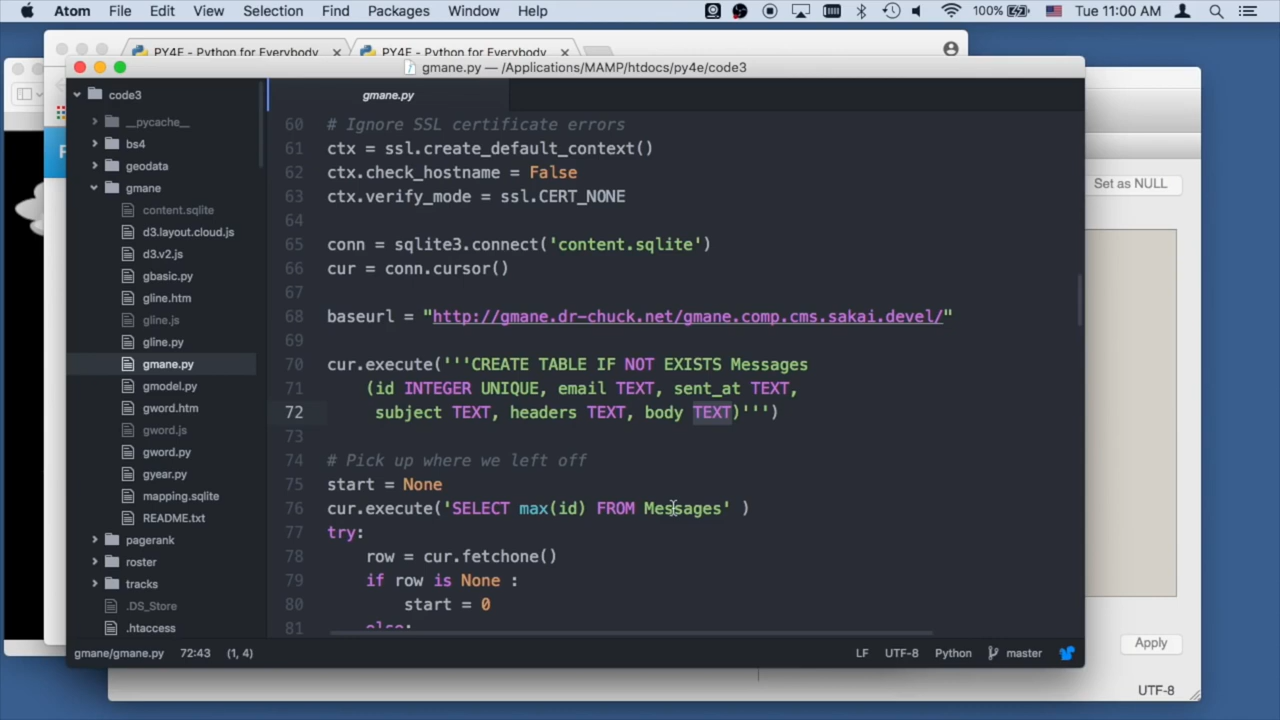 Atom File Edit View Selection Find Packages Window Help 100% Tue 11:00 AM
PY4E - Python for Everybody PY4E - Python for Everybody
gmane.py — /Applications/MAMP/htdocs/py4e/code3
code3
__pycache__
bs4
geodata
gmane
content.sqlite
d3.layout.cloud.js
d3.v2.js
gbasic.py
gline.htm
gline.js
gline.py
gmane.py
gmodel.py
gword.htm
gword.js
gword.py
gyear.py
mapping.sqlite
README.txt
pagerank
roster
tracks
.DS_Store
.htaccess
gmane.py
60 # Ignore SSL certificate errors
61 ctx = ssl.create_default_context()
62 ctx.check_hostname = False
63 ctx.verify_mode = ssl.CERT_NONE
64
65 conn = sqlite3.connect('content.sqlite')
66 cur = conn.cursor()
67
68 baseurl = "http://gmane.dr-chuck.net/gmane.comp.cms.sakai.devel/"
69
70 cur.execute('''CREATE TABLE IF NOT EXISTS Messages
71 (id INTEGER UNIQUE, email TEXT, sent_at TEXT,
72 subject TEXT, headers TEXT, body TEXT)''')
73
74 # Pick up where we left off
75 start = None
76 cur.execute('SELECT max(id) FROM Messages' )
77 try:
78 row = cur.fetchone()
79 if row is None :
80 start = 0
81 else:
Set as NULL
Apply
UTF-8
gmane/gmane.py 72:43 (1, 4) LF UTF-8 Python master